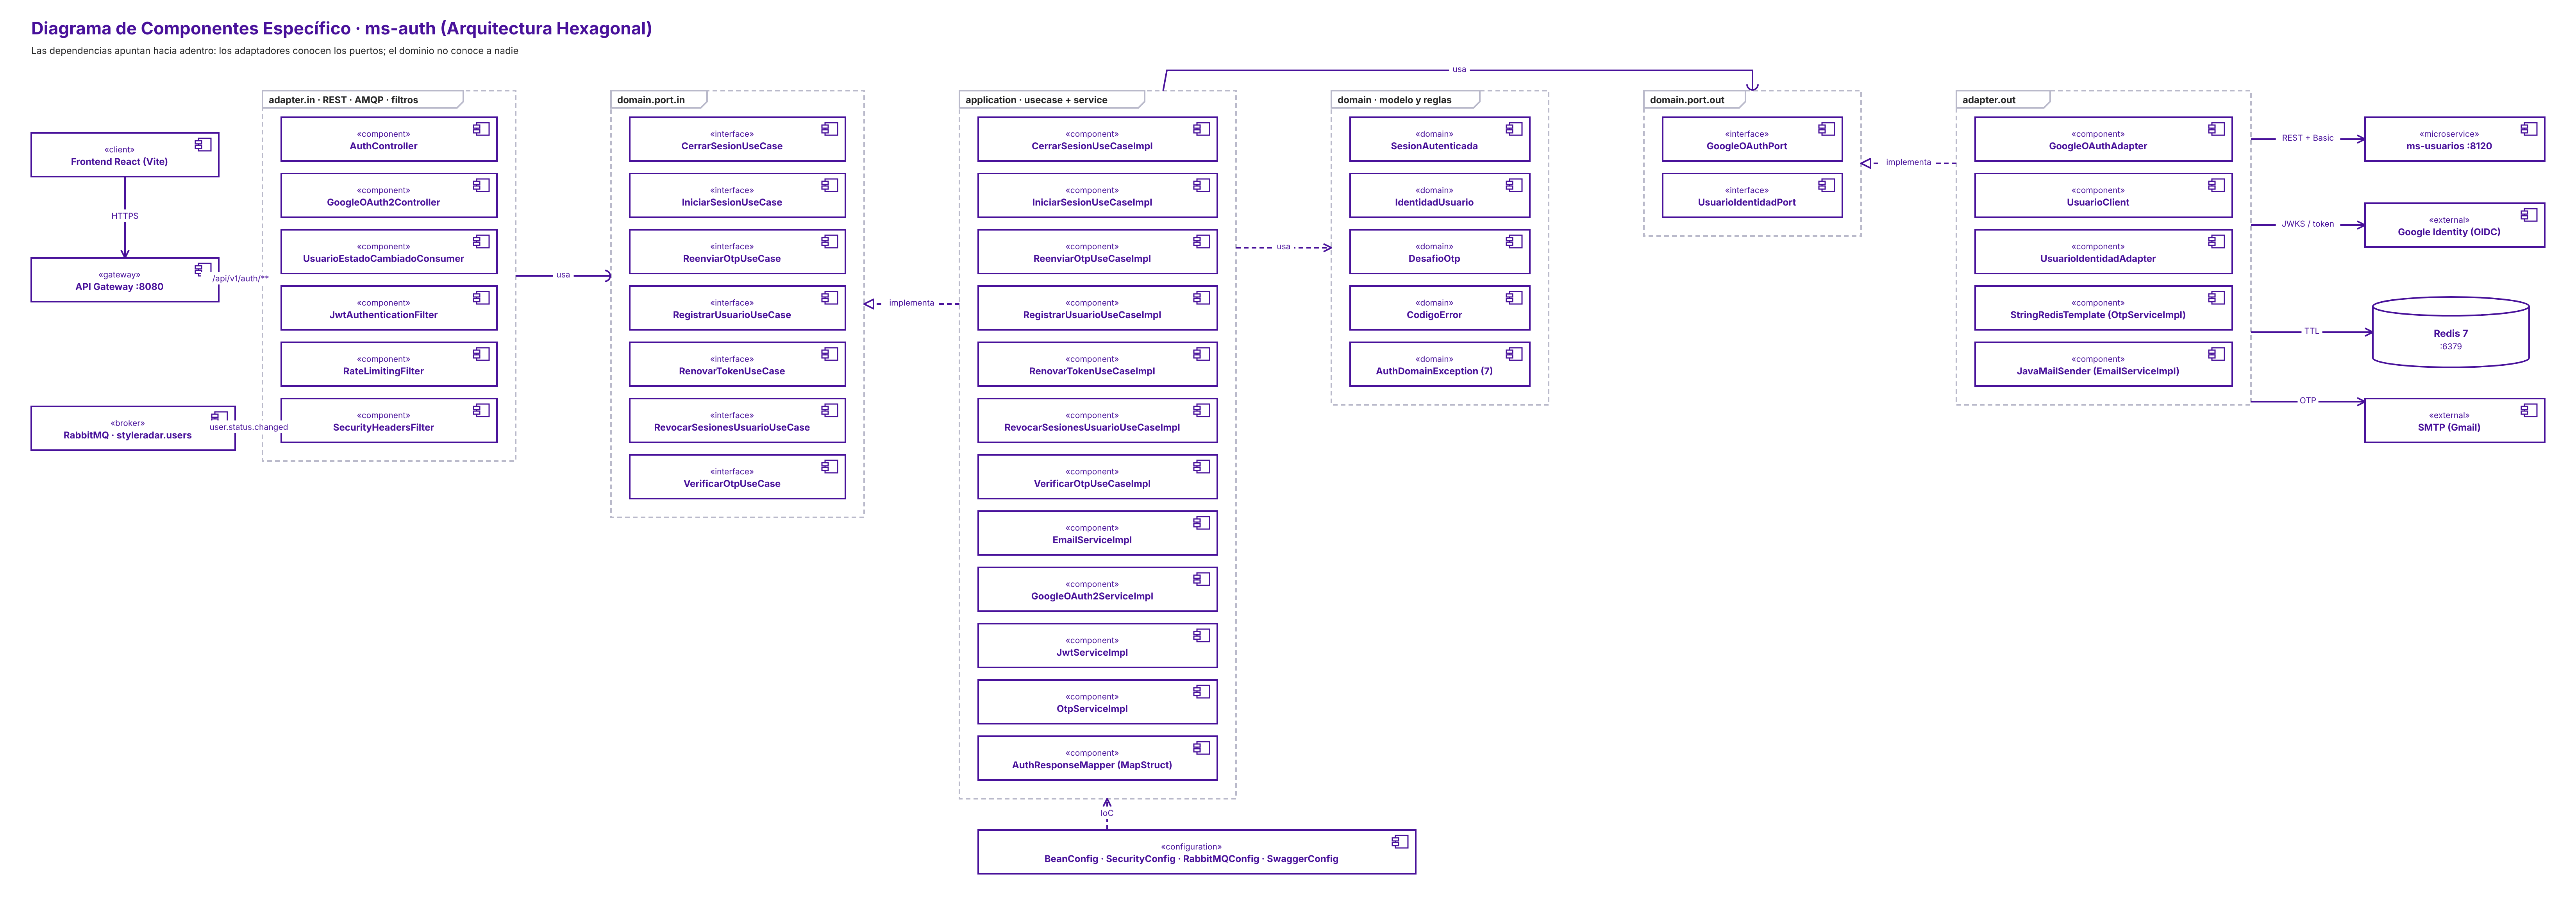 Diagrama de Componentes Específico · ms-auth (Arquitectura Hexagonal)
Las dependencias apuntan hacia adentro: los adaptadores conocen los puertos; el dominio no conoce a nadie
«client»
Frontend React (Vite)
HTTPS
«gateway»
API Gateway :8080
/api/v1/auth/**
«broker»
RabbitMQ · styleradar.users
user.status.changed
adapter.in · REST · AMQP · filtros
«component»
AuthController
«component»
GoogleOAuth2Controller
«component»
UsuarioEstadoCambiadoConsumer
«component»
JwtAuthenticationFilter
«component»
RateLimitingFilter
«component»
SecurityHeadersFilter
usa
domain.port.in
«interface»
CerrarSesionUseCase
«interface»
IniciarSesionUseCase
«interface»
ReenviarOtpUseCase
«interface»
RegistrarUsuarioUseCase
«interface»
RenovarTokenUseCase
«interface»
RevocarSesionesUsuarioUseCase
«interface»
VerificarOtpUseCase
implementa
application · usecase + service
«component»
CerrarSesionUseCaseImpl
«component»
IniciarSesionUseCaseImpl
«component»
ReenviarOtpUseCaseImpl
«component»
RegistrarUsuarioUseCaseImpl
«component»
RenovarTokenUseCaseImpl
«component»
RevocarSesionesUsuarioUseCaseImpl
«component»
VerificarOtpUseCaseImpl
«component»
EmailServiceImpl
«component»
GoogleOAuth2ServiceImpl
«component»
JwtServiceImpl
«component»
OtpServiceImpl
«component»
AuthResponseMapper (MapStruct)
IoC
«configuration»
BeanConfig · SecurityConfig · RabbitMQConfig · SwaggerConfig
usa
usa
domain · modelo y reglas
«domain»
SesionAutenticada
«domain»
IdentidadUsuario
«domain»
DesafioOtp
«domain»
CodigoError
«domain»
AuthDomainException (7)
domain.port.out
«interface»
GoogleOAuthPort
«interface»
UsuarioIdentidadPort
implementa
adapter.out
«component»
GoogleOAuthAdapter
«component»
UsuarioClient
«component»
UsuarioIdentidadAdapter
«component»
StringRedisTemplate (OtpServiceImpl)
«component»
JavaMailSender (EmailServiceImpl)
REST + Basic
«microservice»
ms-usuarios :8120
JWKS / token
«external»
Google Identity (OIDC)
TTL
Redis 7
:6379
OTP
«external»
SMTP (Gmail)